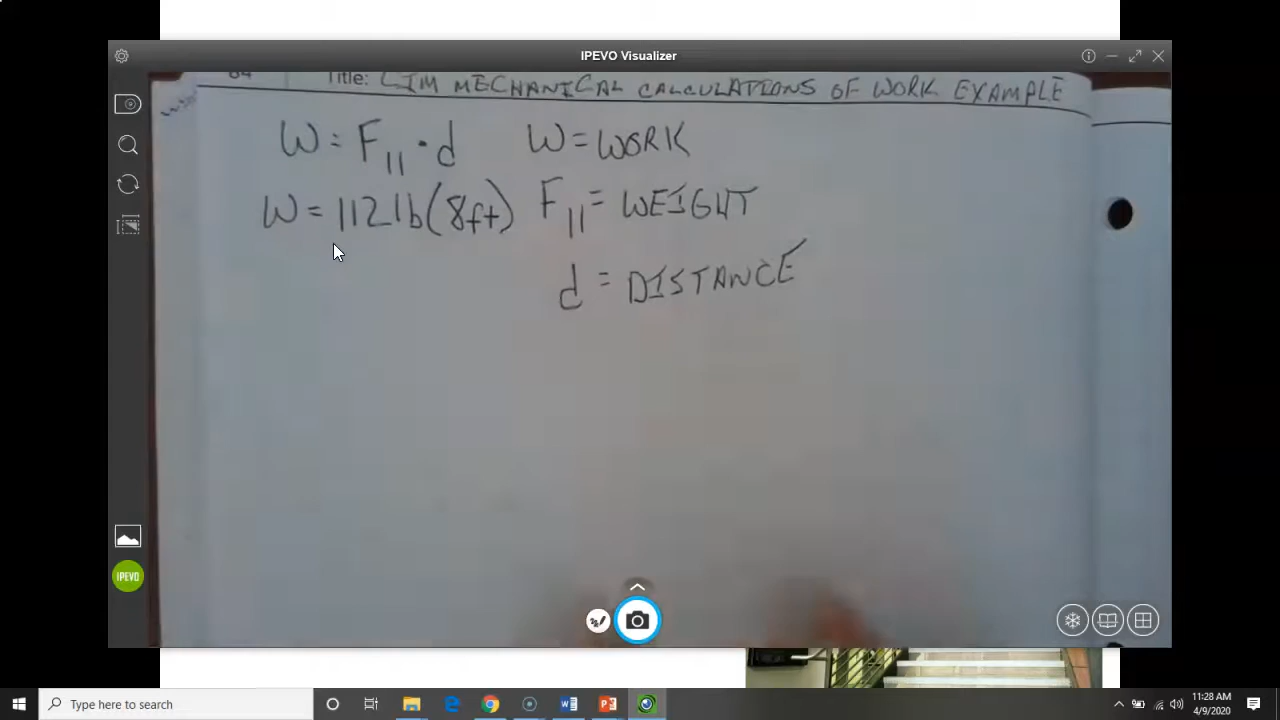 IPEVO Visualizer
Title: LIM MECHANICAL CALCULATIONS OF WORK EXAMPLE
W = F₁₁ · d W = WORK
W = 112 lb (8ft) F₁₁ = WEIGHT
d = DISTANCE
IPEVO
Type here to search
11:28 AM
4/9/2020